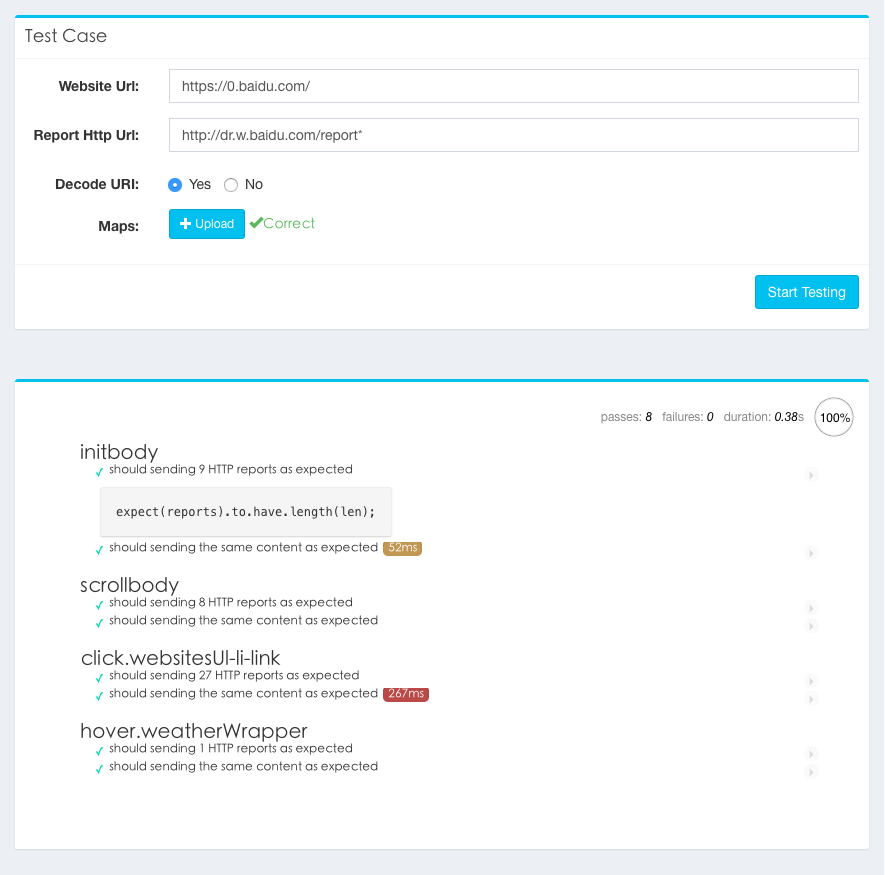 Test Case
Website Url: https://0.baidu.com/
Report Http Url: http://dr.w.baidu.com/report*
Decode URI: Yes No
Maps: Upload Correct
Start Testing
passes: 8 failures: 0 duration: 0.38s 100%
initbody
should sending 9 HTTP reports as expected
expect(reports).to.have.length(len);
should sending the same content as expected 52ms
scrollbody
should sending 8 HTTP reports as expected
should sending the same content as expected
click.websitesUl-li-link
should sending 27 HTTP reports as expected
should sending the same content as expected 267ms
hover.weatherWrapper
should sending 1 HTTP reports as expected
should sending the same content as expected